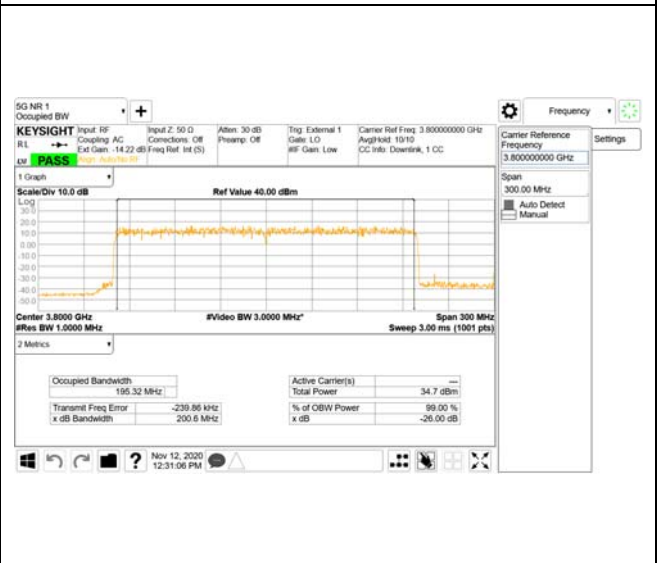 5G NR 1
Occupied BW
Frequency
KEYSIGHT
RL
PASS
Input: RF
Coupling: AC
Ext Gain: -14.22 dB
Align: Auto/No RF
Input Z: 50 Ω
Corrections: Off
Freq Ref: Int (S)
Atten: 30 dB
Preamp: Off
Trig: External 1
Gate: LO
#IF Gain: Low
Carrier Ref Freq: 3.800000000 GHz
Avg|Hold: 10/10
CC Info: Downlink, 1 CC
Carrier Reference
Frequency
3.800000000 GHz
Settings
Span
300.00 MHz
Auto Detect
Manual
1 Graph
Scale/Div 10.0 dB
Ref Value 40.00 dBm
Log
30.0
20.0
10.0
0.00
-10.0
-20.0
-30.0
-40.0
-50.0
Center 3.8000 GHz
#Video BW 3.0000 MHz*
Span 300 MHz
#Res BW 1.0000 MHz
Sweep 3.00 ms (1001 pts)
2 Metrics
Occupied Bandwidth
195.32 MHz
Active Carrier(s)
---
Total Power
34.7 dBm
Transmit Freq Error
-239.86 kHz
% of OBW Power
99.00 %
x dB Bandwidth
200.6 MHz
x dB
-26.00 dB
Nov 12, 2020
12:31:06 PM